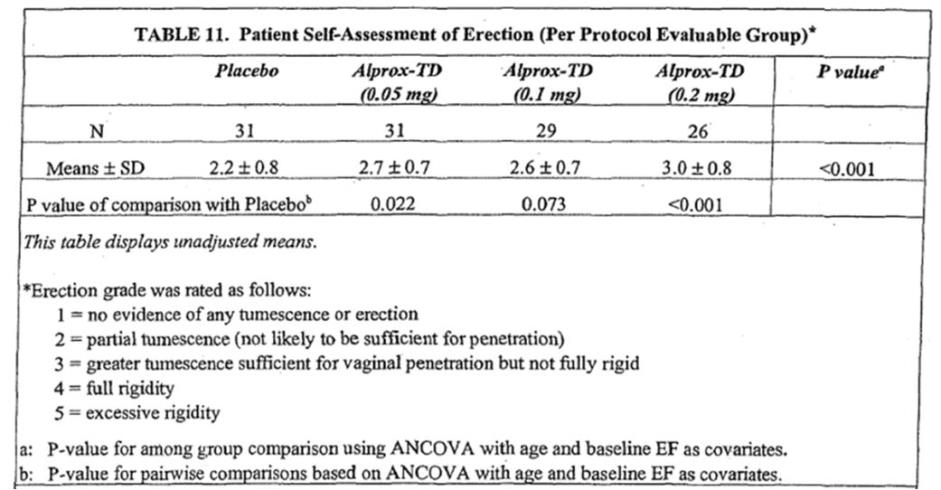 TABLE 11. Patient Self-Assessment of Erection (Per Protocol Evaluable Group)*
Placebo Alprox-TD (0.05 mg) Alprox-TD (0.1 mg) Alprox-TD (0.2 mg) P valueᵃ
N 31 31 29 26
Means ± SD 2.2 ± 0.8 2.7 ± 0.7 2.6 ± 0.7 3.0 ± 0.8 <0.001
P value of comparison with Placeboᵇ 0.022 0.073 <0.001
This table displays unadjusted means.
*Erection grade was rated as follows:
1 = no evidence of any tumescence or erection
2 = partial tumescence (not likely to be sufficient for penetration)
3 = greater tumescence sufficient for vaginal penetration but not fully rigid
4 = full rigidity
5 = excessive rigidity
a: P-value for among group comparison using ANCOVA with age and baseline EF as covariates.
b: P-value for pairwise comparisons based on ANCOVA with age and baseline EF as covariates.